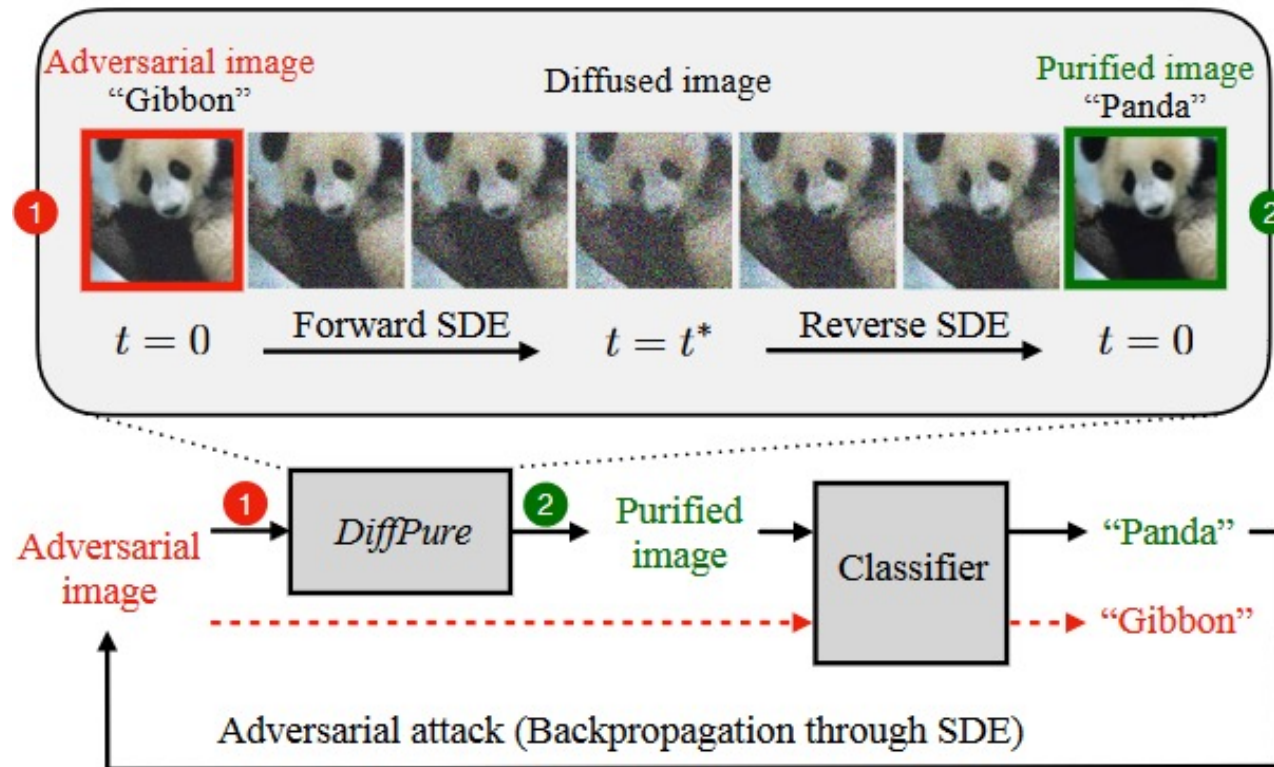 Adversarial image
“Gibbon”
Diffused image
Purified image
“Panda”
1
2
t = 0
Forward SDE
t = t*
Reverse SDE
t = 0
1
2
Adversarial
image
DiffPure
Purified
image
Classifier
“Panda”
“Gibbon”
Adversarial attack (Backpropagation through SDE)